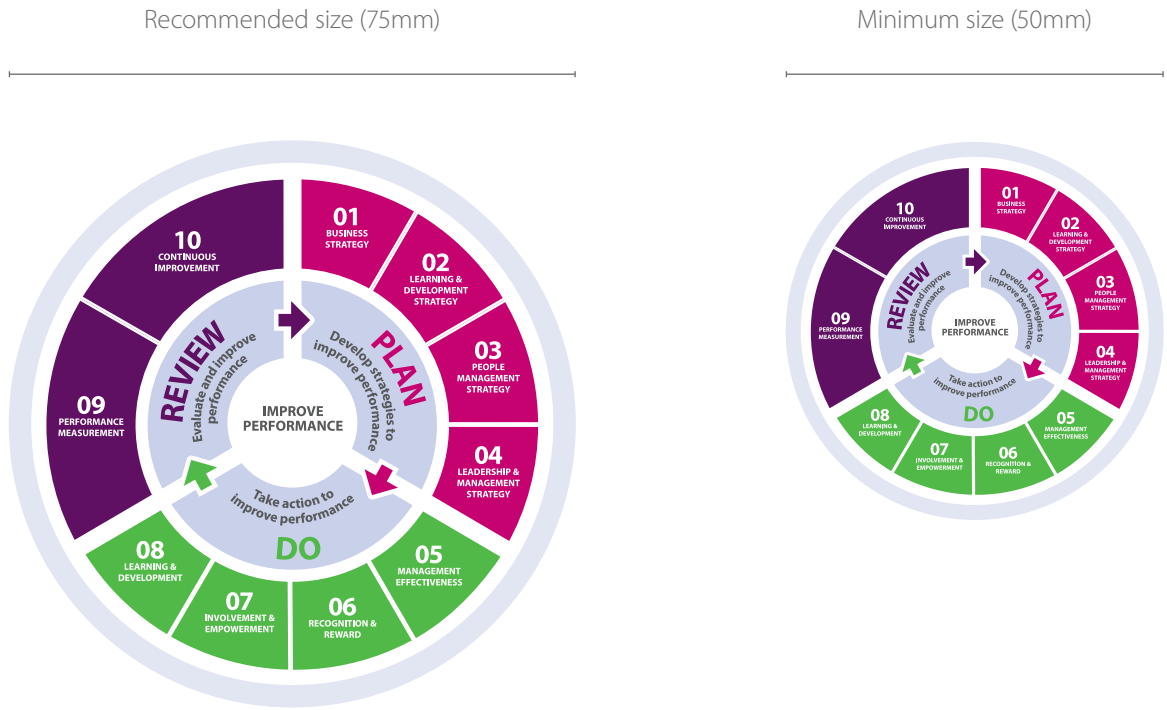 Recommended size (75mm)
Minimum size (50mm)
01
BUSINESS
STRATEGY
02
LEARNING &
DEVELOPMENT
STRATEGY
03
PEOPLE
MANAGEMENT
STRATEGY
04
LEADERSHIP &
MANAGEMENT
STRATEGY
05
MANAGEMENT
EFFECTIVENESS
06
RECOGNITION &
REWARD
07
INVOLVEMENT &
EMPOWERMENT
08
LEARNING &
DEVELOPMENT
09
PERFORMANCE
MEASUREMENT
10
CONTINUOUS
IMPROVEMENT
PLAN
Develop strategies to
improve performance
DO
Take action to
improve performance
REVIEW
Evaluate and improve
performance
IMPROVE
PERFORMANCE
01
BUSINESS
STRATEGY
02
LEARNING &
DEVELOPMENT
STRATEGY
03
PEOPLE
MANAGEMENT
STRATEGY
04
LEADERSHIP &
MANAGEMENT
STRATEGY
05
MANAGEMENT
EFFECTIVENESS
06
RECOGNITION &
REWARD
07
INVOLVEMENT &
EMPOWERMENT
08
LEARNING &
DEVELOPMENT
09
PERFORMANCE
MEASUREMENT
10
CONTINUOUS
IMPROVEMENT
PLAN
Develop strategies to
improve performance
DO
Take action to
improve performance
REVIEW
Evaluate and improve
performance
IMPROVE
PERFORMANCE